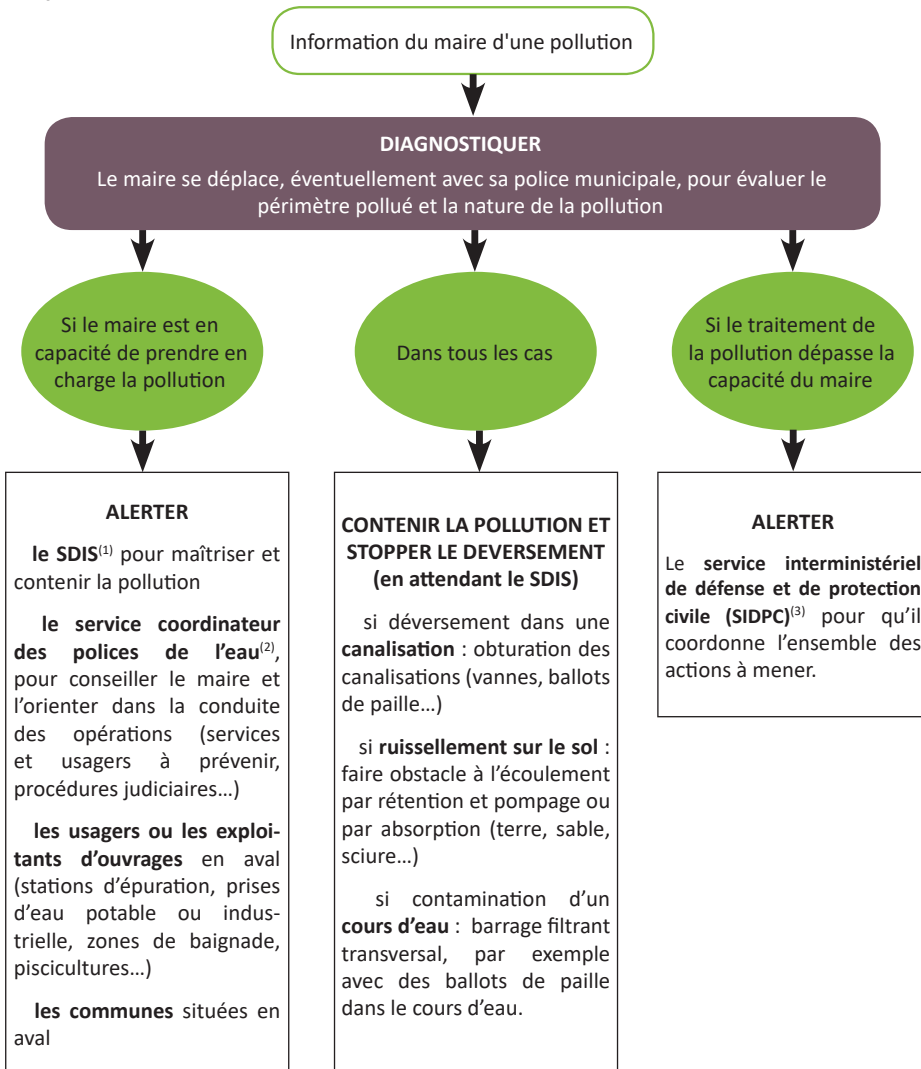 Information du maire d'une pollution
DIAGNOSTIQUER
Le maire se déplace, éventuellement avec sa police municipale, pour évaluer le
périmètre pollué et la nature de la pollution
Si le maire est en
capacité de prendre en
charge la pollution
Dans tous les cas
Si le traitement de
la pollution dépasse la
capacité du maire
ALERTER
le SDIS(1) pour maîtriser et
contenir la pollution
le service coordinateur
des polices de l'eau(2),
pour conseiller le maire et
l'orienter dans la conduite
des opérations (services
et usagers à prévenir,
procédures judiciaires…)
les usagers ou les exploi-
tants d'ouvrages en aval
(stations d'épuration, prises
d'eau potable ou indus-
trielle, zones de baignade,
piscicultures…)
les communes situées en
aval
CONTENIR LA POLLUTION ET
STOPPER LE DEVERSEMENT
(en attendant le SDIS)
si déversement dans une
canalisation : obturation des
canalisations (vannes, ballots
de paille…)
si ruissellement sur le sol :
faire obstacle à l'écoulement
par rétention et pompage ou
par absorption (terre, sable,
sciure…)
si contamination d'un
cours d'eau : barrage filtrant
transversal, par exemple
avec des ballots de paille
dans le cours d'eau.
ALERTER
Le service interministériel
de défense et de protection
civile (SIDPC)(3) pour qu'il
coordonne l'ensemble des
actions à mener.